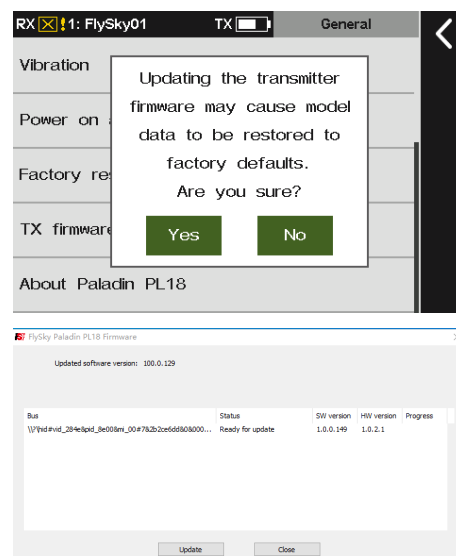 RX 1: FlySky01 TX General
Vibration
Updating the transmitter
firmware may cause model
data to be restored to
factory defaults.
Are you sure?
Yes No
Power on a
Factory re
TX firmware
About Paladin PL18
FlySky Paladin PL18 Firmware
Updated software version: 100.0.129
Bus Status SW version HW version Progress
\\?\hid#vid_284e&pid_8e00&mi_00#7&2b2ce6dd&0&000... Ready for update 1.0.0.149 1.0.2.1
Update Close